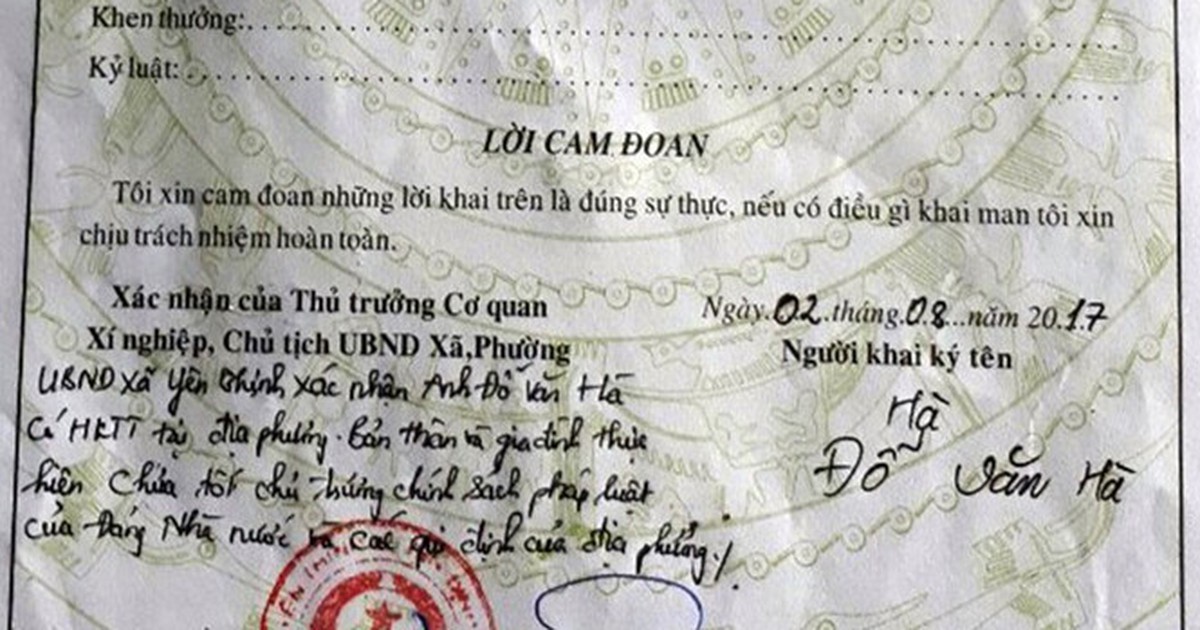 Khen thưởng:
Kỷ luật:
LỜI CAM ĐOAN
Tôi xin cam đoan những lời khai trên là đúng sự thực, nếu có điều gì khai man tôi xin
chịu trách nhiệm hoàn toàn.
Xác nhận của Thủ trưởng Cơ quan
Xí nghiệp, Chủ tịch UBND Xã,Phường
Ngày.02.tháng.08...năm 20.17
Người khai ký tên
UBND xã Yên Chính xác nhận Anh Đỗ Văn Hà
Có HKTT tại địa phương. Bản thân và gia đình thực
hiện chưa tốt chủ trương chính sách pháp luật
của Đảng Nhà nước và các quy định của địa phương./.
Hà
Đỗ Văn Hà